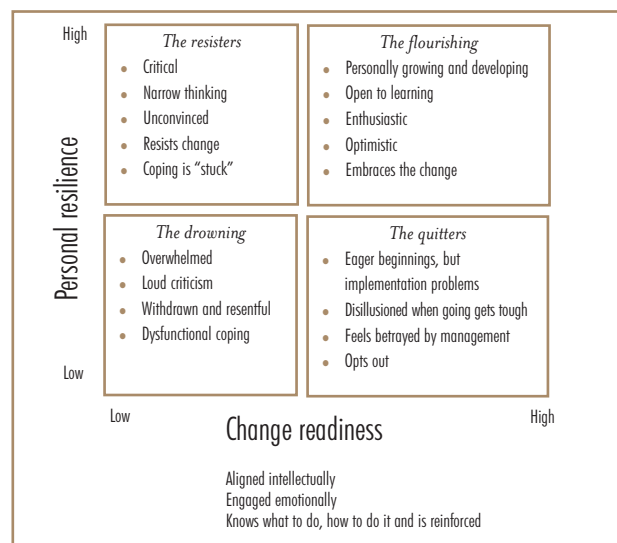 High
The resisters
• Critical
• Narrow thinking
• Unconvinced
• Resists change
• Coping is “stuck”
The flourishing
• Personally growing and developing
• Open to learning
• Enthusiastic
• Optimistic
• Embraces the change
Personal resilience
The drowning
• Overwhelmed
• Loud criticism
• Withdrawn and resentful
• Dysfunctional coping
The quitters
• Eager beginnings, but
implementation problems
• Disillusioned when going gets tough
• Feels betrayed by management
• Opts out
Low
Low
High
Change readiness
Aligned intellectually
Engaged emotionally
Knows what to do, how to do it and is reinforced